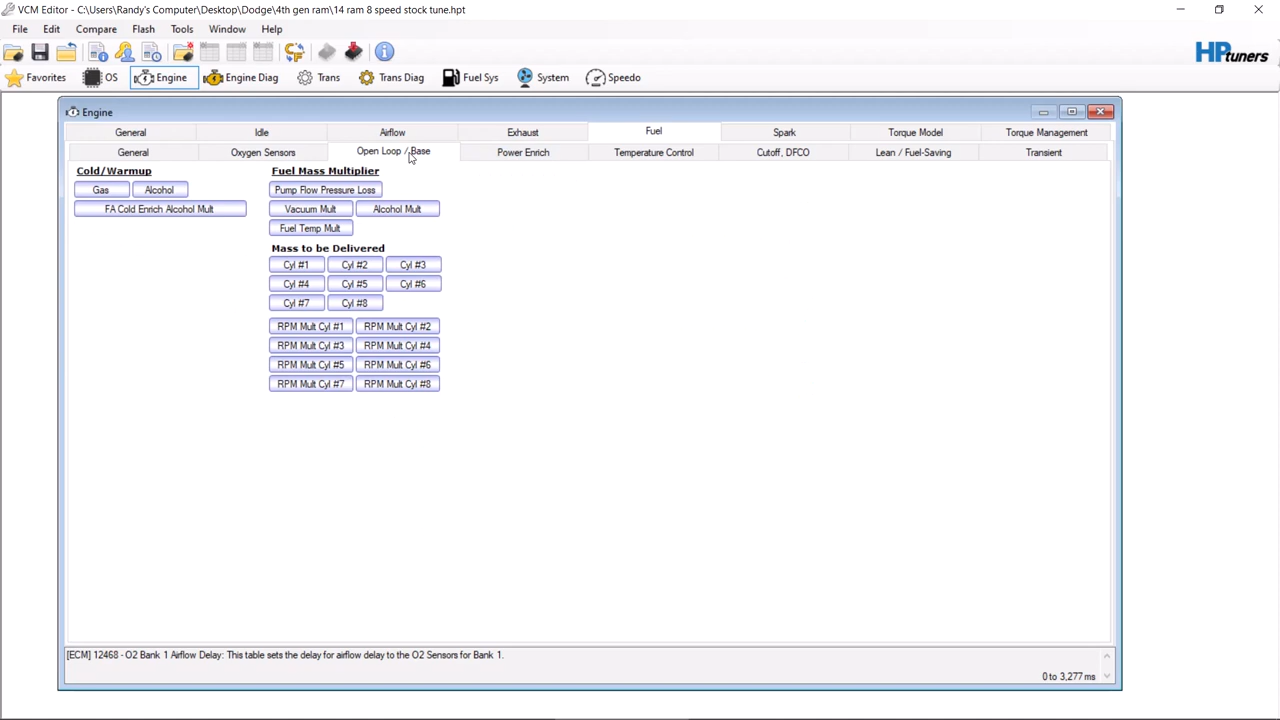 VCM Editor - C:\Users\Randy's Computer\Desktop\Dodge\4th gen ram\14 ram 8 speed stock tune.hpt
File Edit Compare Flash Tools Window Help
HPtuners
Favorites OS Engine Engine Diag Trans Trans Diag Fuel Sys System Speedo
Engine
General Idle Airflow Exhaust Fuel Spark Torque Model Torque Management
General Oxygen Sensors Open Loop / Base Power Enrich Temperature Control Cutoff, DFCO Lean / Fuel-Saving Transient
Cold/Warmup Fuel Mass Multiplier
Gas Alcohol Pump Flow Pressure Loss
FA Cold Enrich Alcohol Mult Vacuum Mult Alcohol Mult
Fuel Temp Mult
Mass to be Delivered
Cyl #1 Cyl #2 Cyl #3
Cyl #4 Cyl #5 Cyl #6
Cyl #7 Cyl #8
RPM Mult Cyl #1 RPM Mult Cyl #2
RPM Mult Cyl #3 RPM Mult Cyl #4
RPM Mult Cyl #5 RPM Mult Cyl #6
RPM Mult Cyl #7 RPM Mult Cyl #8
[ECM] 12468 - O2 Bank 1 Airflow Delay: This table sets the delay for airflow delay to the O2 Sensors for Bank 1.
0 to 3,277 ms